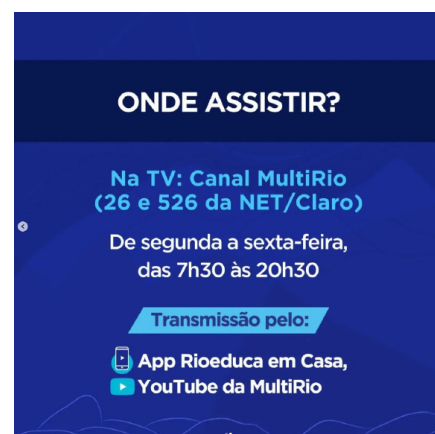 ONDE ASSISTIR?
Na TV: Canal MultiRio
(26 e 526 da NET/Claro)
De segunda a sexta-feira,
das 7h30 às 20h30
Transmissão pelo:
App Rioeduca em Casa,
YouTube da MultiRio